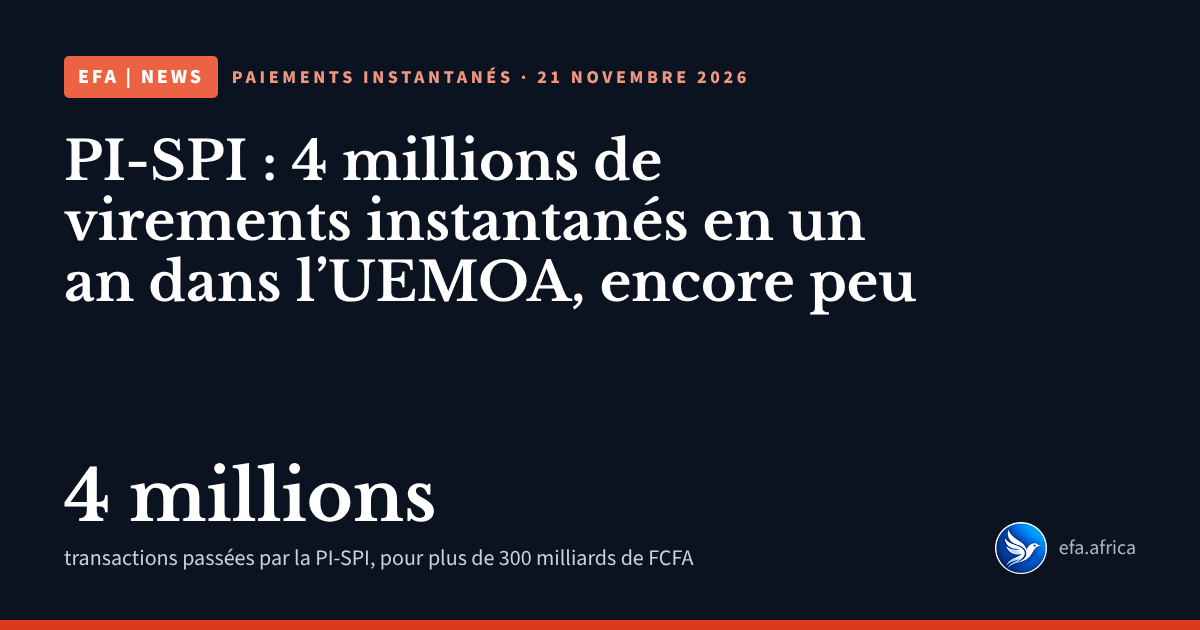 EFA | NEWS PAIEMENTS INSTANTANÉS · 21 NOVEMBRE 2026
PI-SPI : 4 millions de
virements instantanés en un
an dans l’UEMOA, encore peu
4 millions
transactions passées par la PI-SPI, pour plus de 300 milliards de FCFA
efa.africa